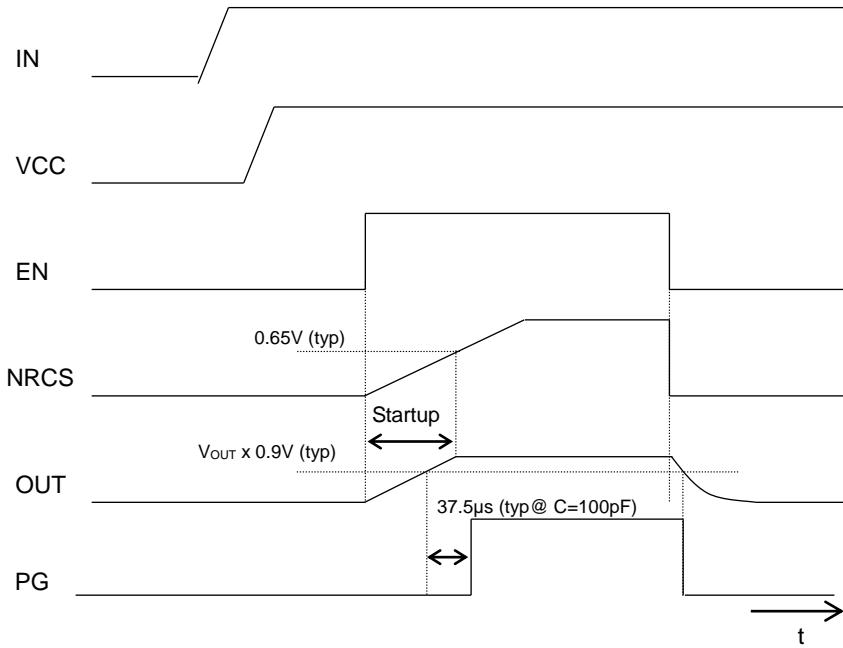 IN
VCC
EN
0.65V (typ)
NRCS
Startup
VOUT x 0.9V (typ)
OUT
37.5µs (typ@ C=100pF)
PG
t